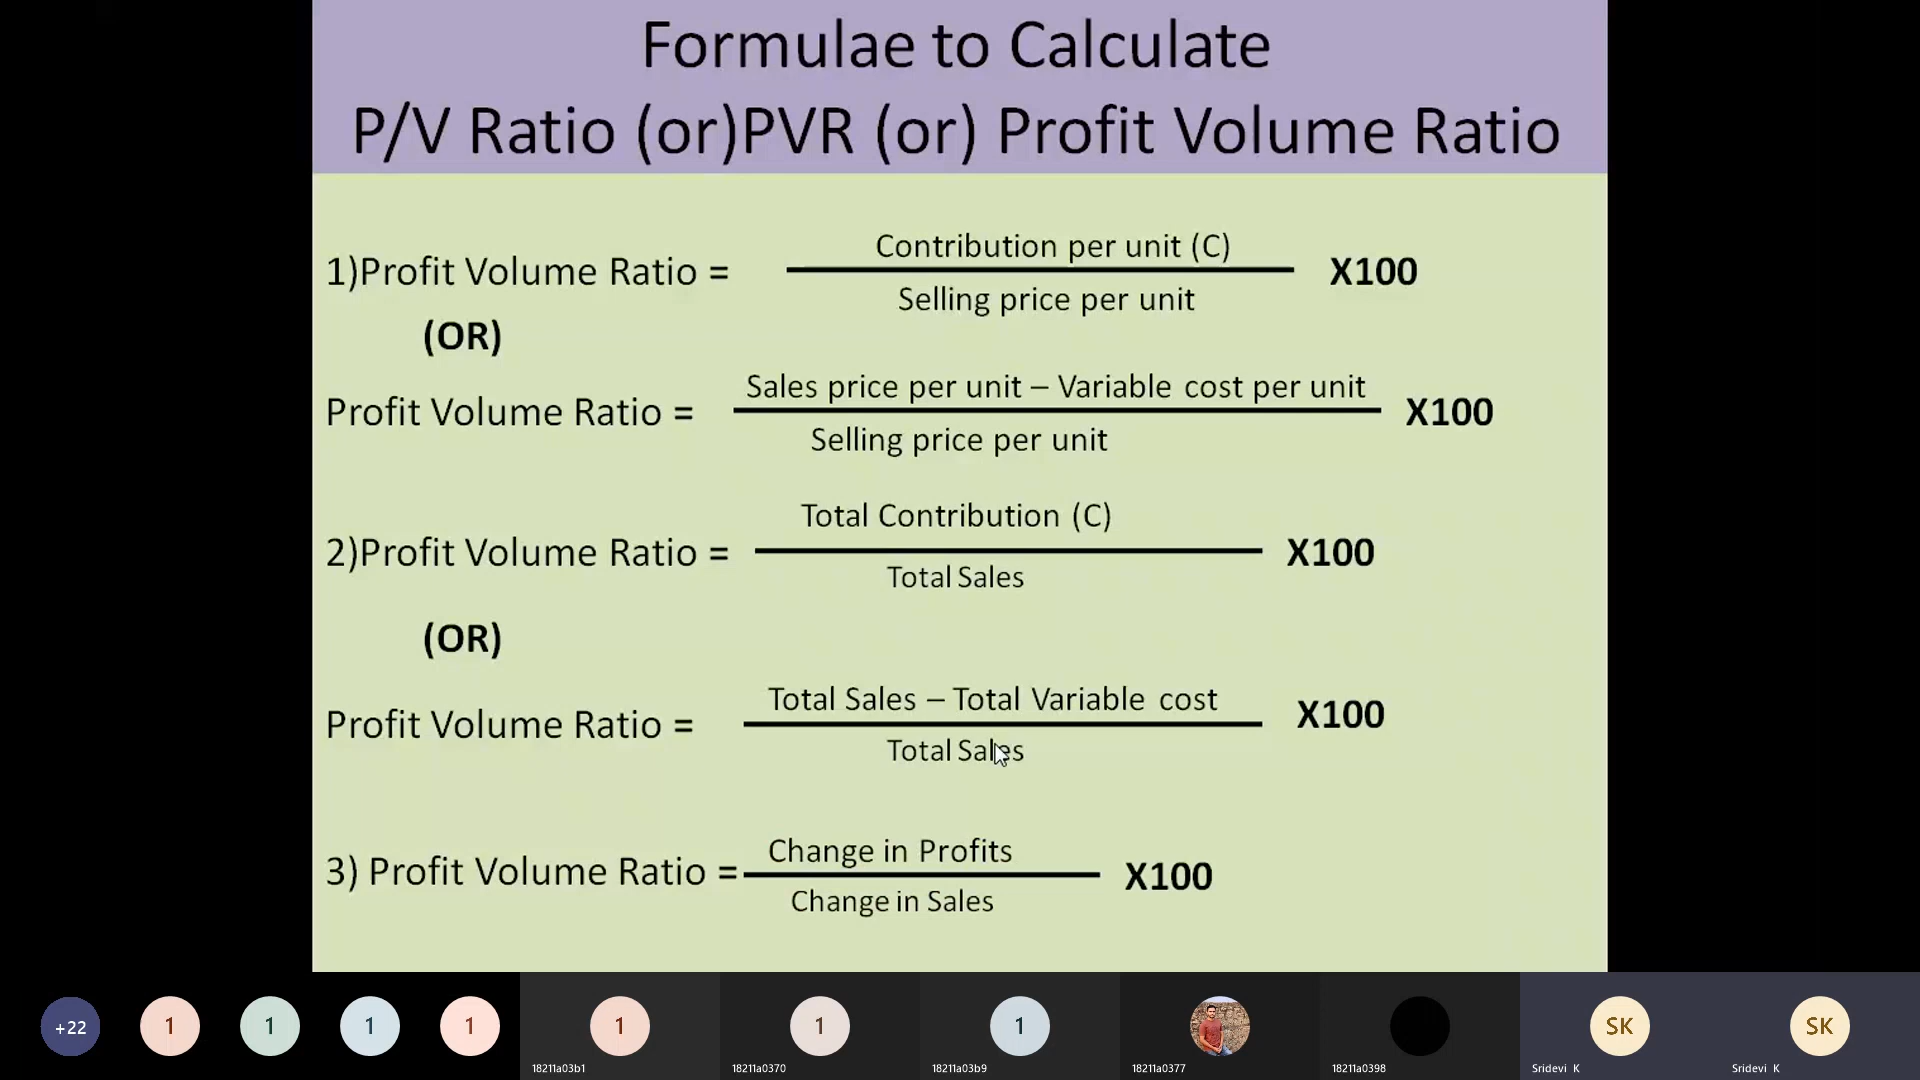 Formulae to Calculate
P/V Ratio (or)PVR (or) Profit Volume Ratio
1)Profit Volume Ratio =
Contribution per unit (C)
Selling price per unit
X100
(OR)
Profit Volume Ratio =
Sales price per unit – Variable cost per unit
Selling price per unit
X100
2)Profit Volume Ratio =
Total Contribution (C)
Total Sales
X100
(OR)
Profit Volume Ratio =
Total Sales – Total Variable cost
Total Sales
X100
3) Profit Volume Ratio =
Change in Profits
Change in Sales
X100
+22
1
1
1
1
1
1
1
SK
SK
18211a03b1
18211a0370
18211a03b9
18211a0377
18211a0398
Sridevi K
Sridevi K